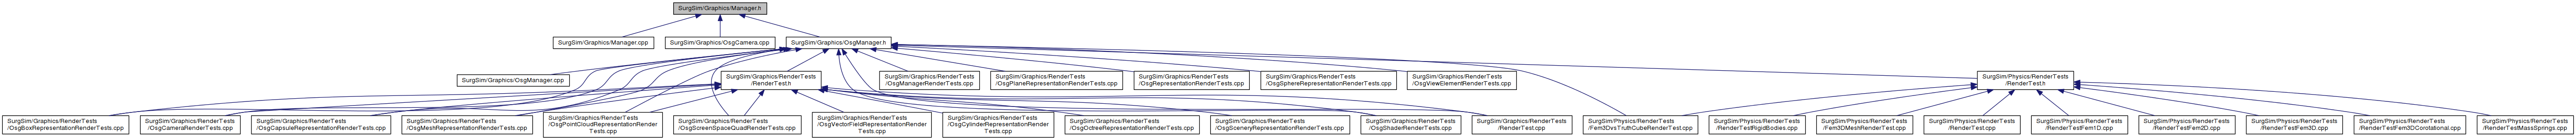 SurgSim/Graphics/Manager.h
SurgSim/Graphics/Manager.cpp
SurgSim/Graphics/OsgCamera.cpp
SurgSim/Graphics/OsgManager.h
SurgSim/Graphics/OsgManager.cpp
SurgSim/Graphics/RenderTests
/RenderTest.h
SurgSim/Graphics/RenderTests
/OsgManagerRenderTests.cpp
SurgSim/Graphics/RenderTests
/OsgPlaneRepresentationRenderTests.cpp
SurgSim/Graphics/RenderTests
/OsgRepresentationRenderTests.cpp
SurgSim/Graphics/RenderTests
/OsgSphereRepresentationRenderTests.cpp
SurgSim/Graphics/RenderTests
/OsgViewElementRenderTests.cpp
SurgSim/Physics/RenderTests
/RenderTest.h
SurgSim/Graphics/RenderTests
/OsgBoxRepresentationRenderTests.cpp
SurgSim/Graphics/RenderTests
/OsgCameraRenderTests.cpp
SurgSim/Graphics/RenderTests
/OsgCapsuleRepresentationRenderTests.cpp
SurgSim/Graphics/RenderTests
/OsgMeshRepresentationRenderTests.cpp
SurgSim/Graphics/RenderTests
/OsgPointCloudRepresentationRender
Tests.cpp
SurgSim/Graphics/RenderTests
/OsgScreenSpaceQuadRenderTests.cpp
SurgSim/Graphics/RenderTests
/OsgVectorFieldRepresentationRender
Tests.cpp
SurgSim/Graphics/RenderTests
/OsgCylinderRepresentationRender
Tests.cpp
SurgSim/Graphics/RenderTests
/OsgOctreeRepresentationRenderTests.cpp
SurgSim/Graphics/RenderTests
/OsgSceneryRepresentationRenderTests.cpp
SurgSim/Graphics/RenderTests
/OsgShaderRenderTests.cpp
SurgSim/Graphics/RenderTests
/RenderTest.cpp
SurgSim/Physics/RenderTests
/Fem3DvsTruthCubeRenderTest.cpp
SurgSim/Physics/RenderTests
/RenderTestRigidBodies.cpp
SurgSim/Physics/RenderTests
/Fem3DMeshRenderTest.cpp
SurgSim/Physics/RenderTests
/RenderTest.cpp
SurgSim/Physics/RenderTests
/RenderTestFem1D.cpp
SurgSim/Physics/RenderTests
/RenderTestFem2D.cpp
SurgSim/Physics/RenderTests
/RenderTestFem3D.cpp
SurgSim/Physics/RenderTests
/RenderTestFem3DCorotational.cpp
SurgSim/Physics/RenderTests
/RenderTestMassSprings.cpp